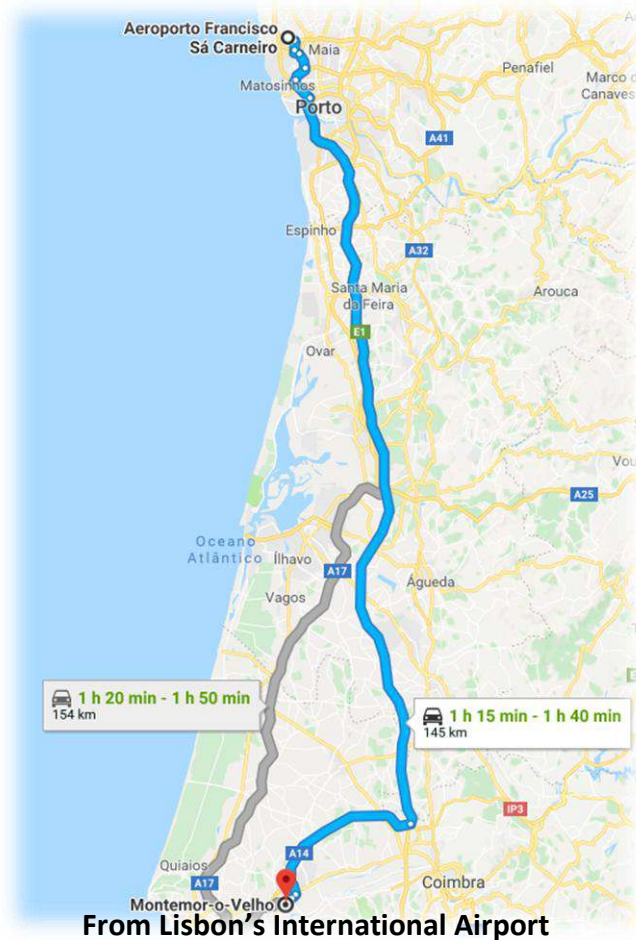 Aeroporto Francisco
Sá Carneiro
Maia
Matosinhos
Porto
Penafiel
Marco d
Canaves
A41
Espinho
A32
Santa Maria
da Feira
Arouca
E1
Ovar
Vou
A25
Oceano
Atlântico
Ílhavo
A17
Águeda
Vagos
1 h 20 min - 1 h 50 min
154 km
1 h 15 min - 1 h 40 min
145 km
IP3
A14
Quiaios
A17
Coimbra
Montemor-o-Velho
From Lisbon’s International Airport